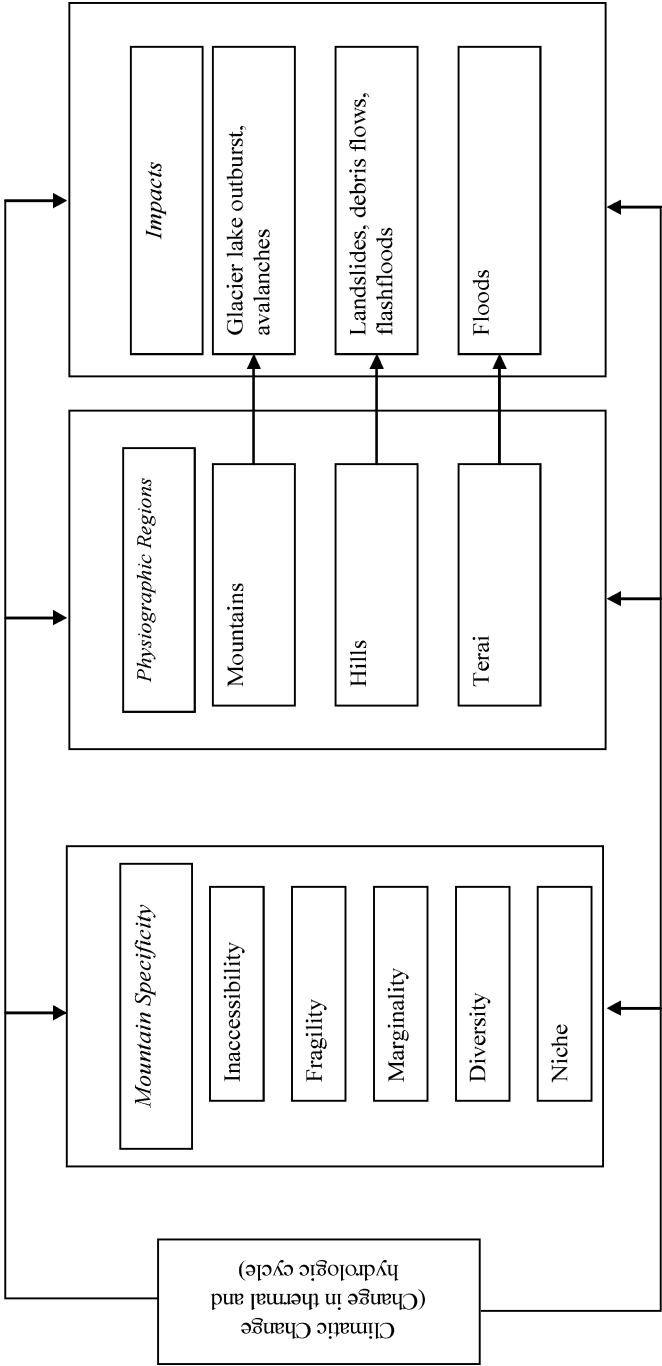 Climatic Change
(Change in thermal and
hydrologic cycle)
Mountain Specificity
Inaccessibility
Fragility
Marginality
Diversity
Niche
Physiographic Regions
Mountains
Hills
Terai
Impacts
Glacier lake outburst,
avalanches
Landslides, debris flows,
flashfloods
Floods